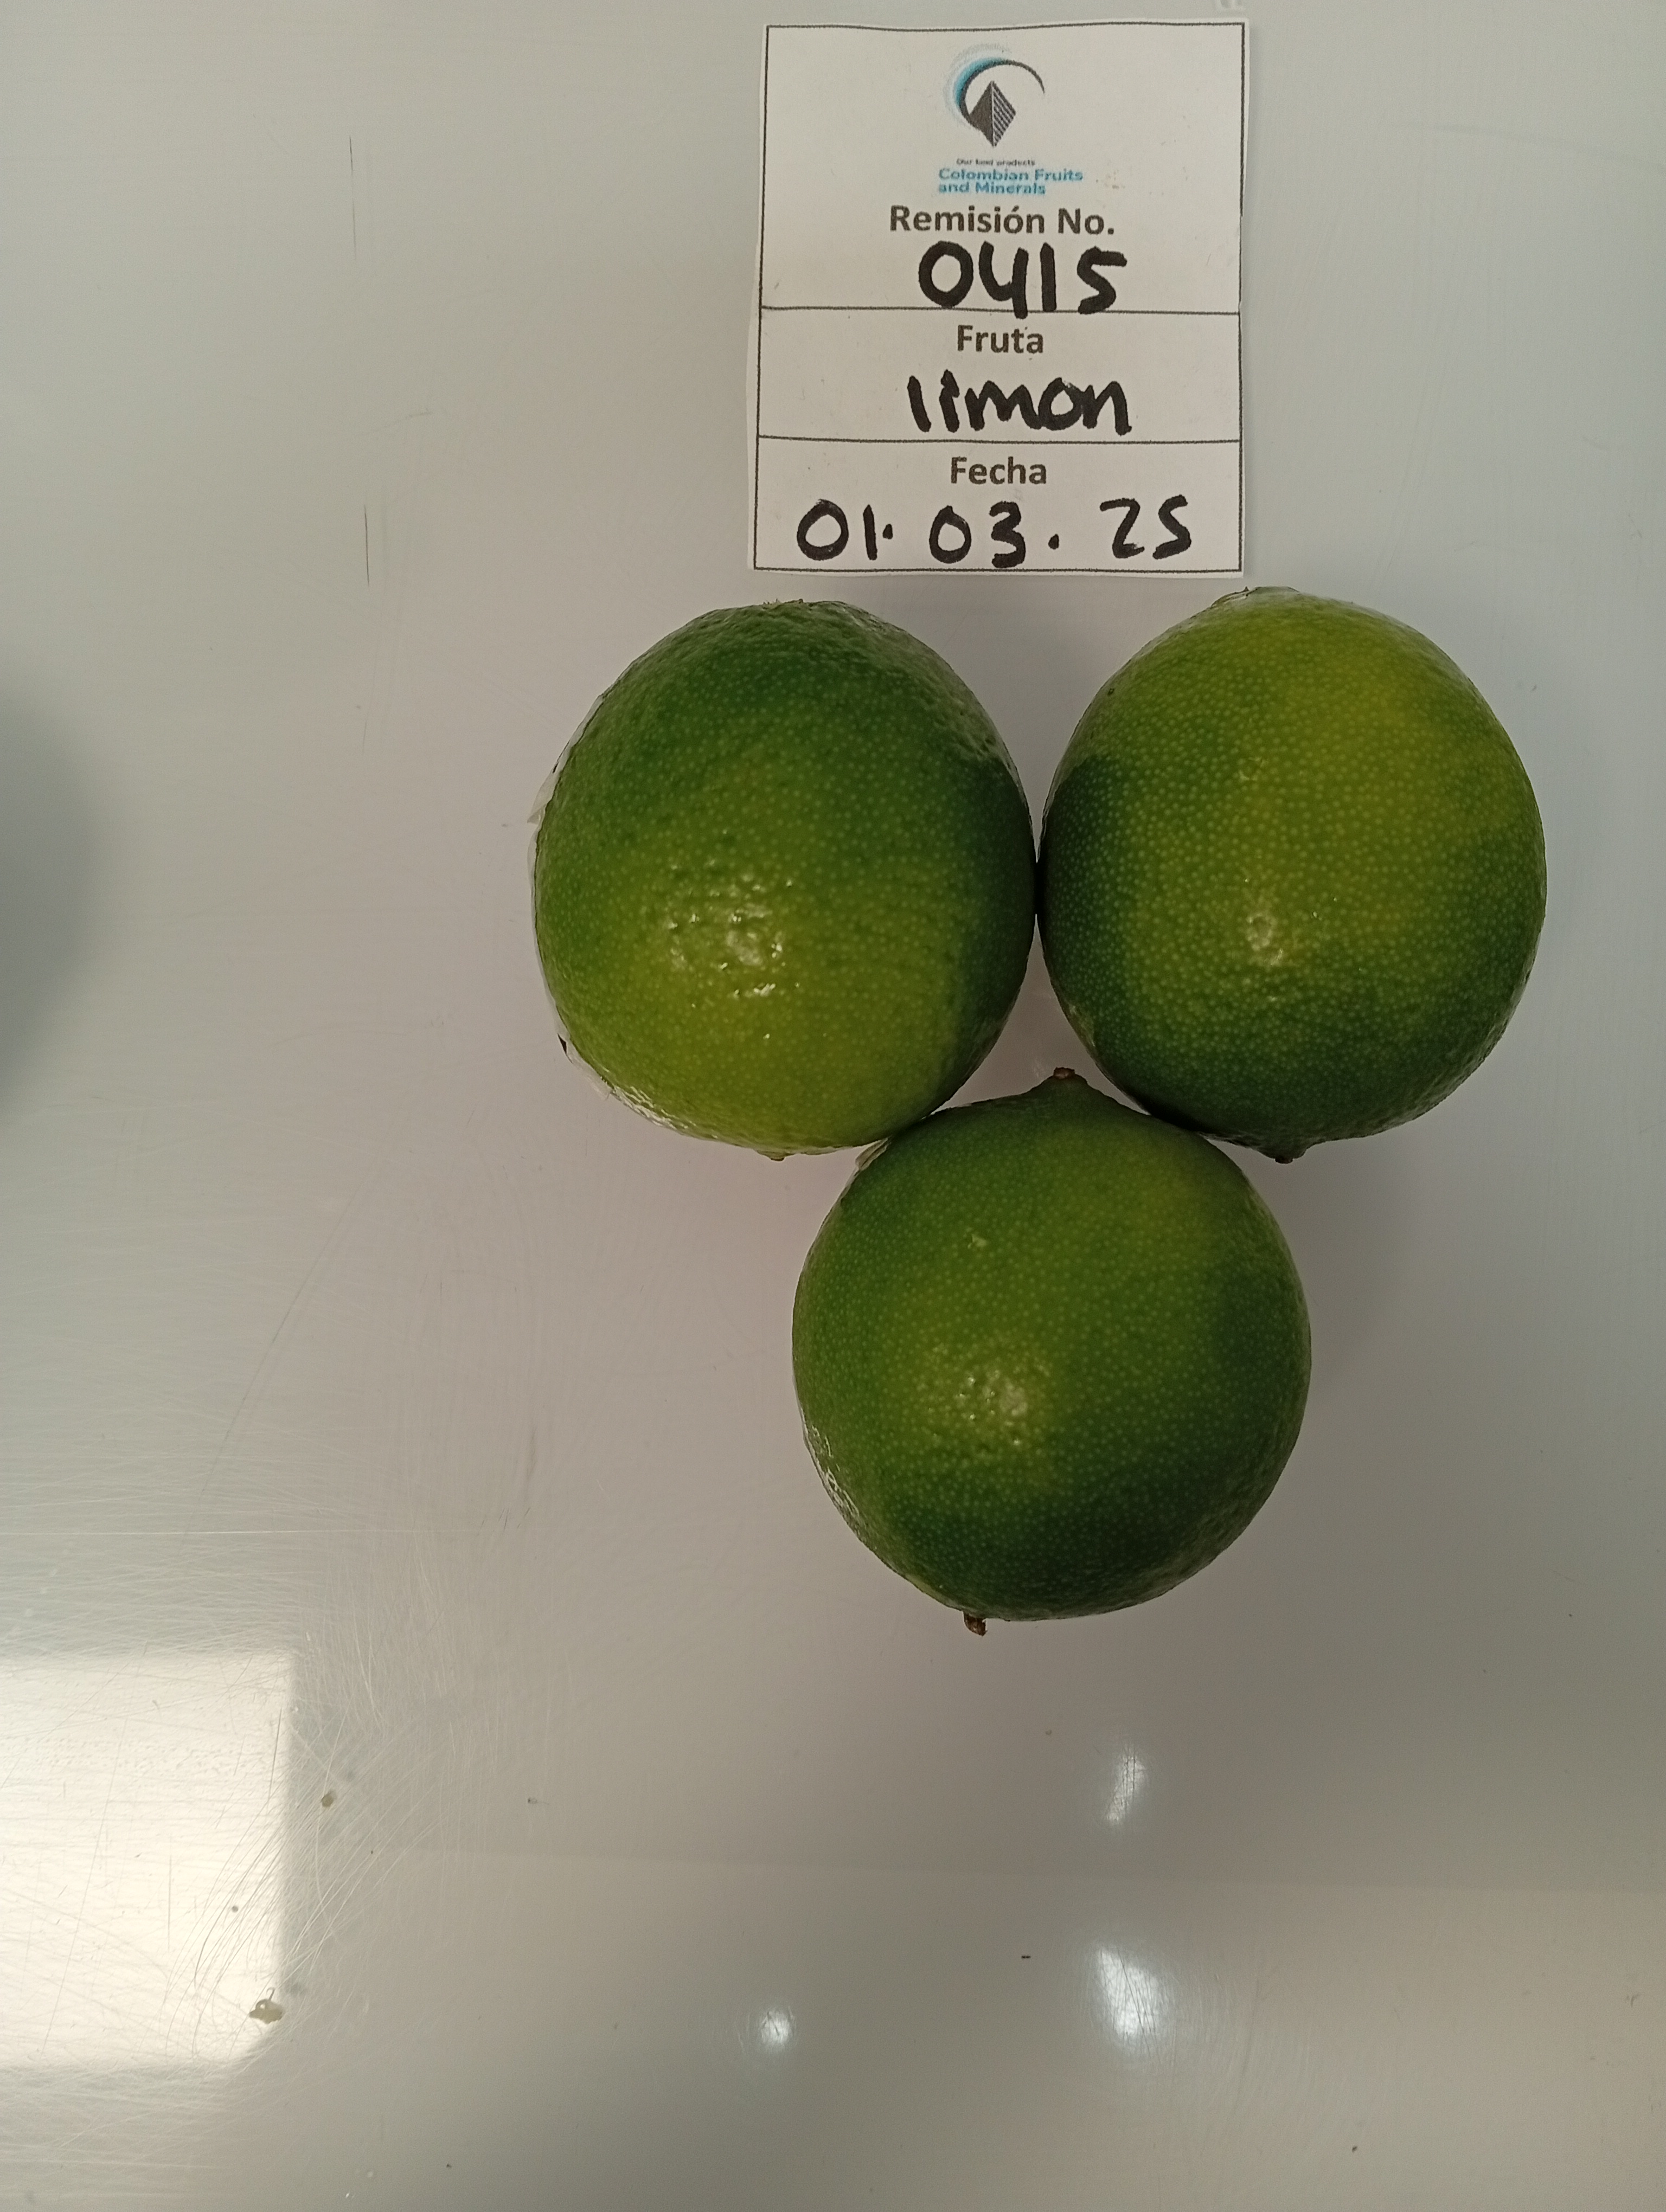 Our best products
Colombian Fruits
and Minerals
Remisión No.
0415
Fruta
limon
Fecha
01. 03. 25